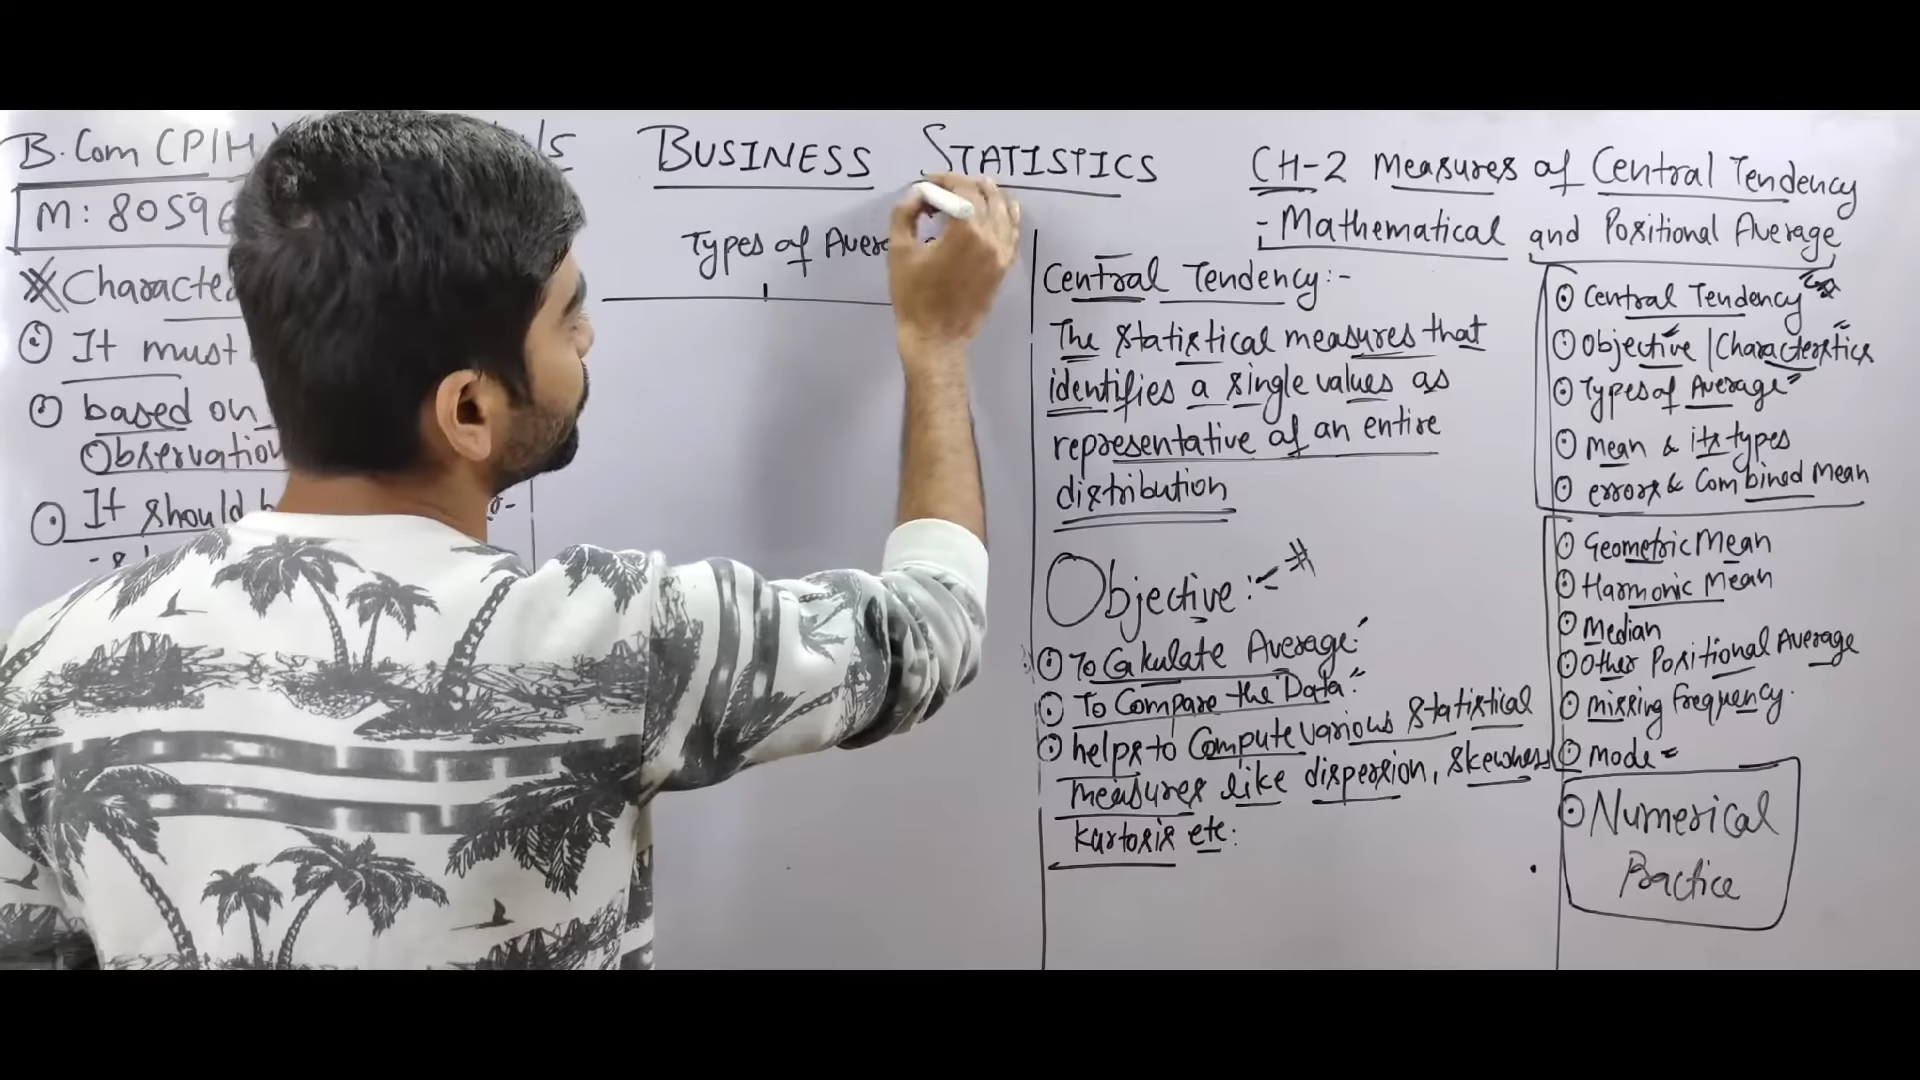 B.Com (P/H)
BUSINESS STATISTICS
CH-2 Measures of Central Tendency
- Mathematical and Positional Average
M: 80596
Characte
It must
based on
Observation
It should
Types of Avera
Central Tendency:-
The statistical measures that
identifies a single values as
representative of an entire
distribution
Objective :-
To Calculate Average
To Compare the Data
helps to Compute various statistical
measures like dispersion, skewness
kurtosis etc.
Central Tendency
Objective / Characterstics
Types of Average
Mean & its types
errors & Combined Mean
Geometric Mean
Harmonic Mean
Median
Other Positional Average
missing frequency.
Mode
Numerical
Practice